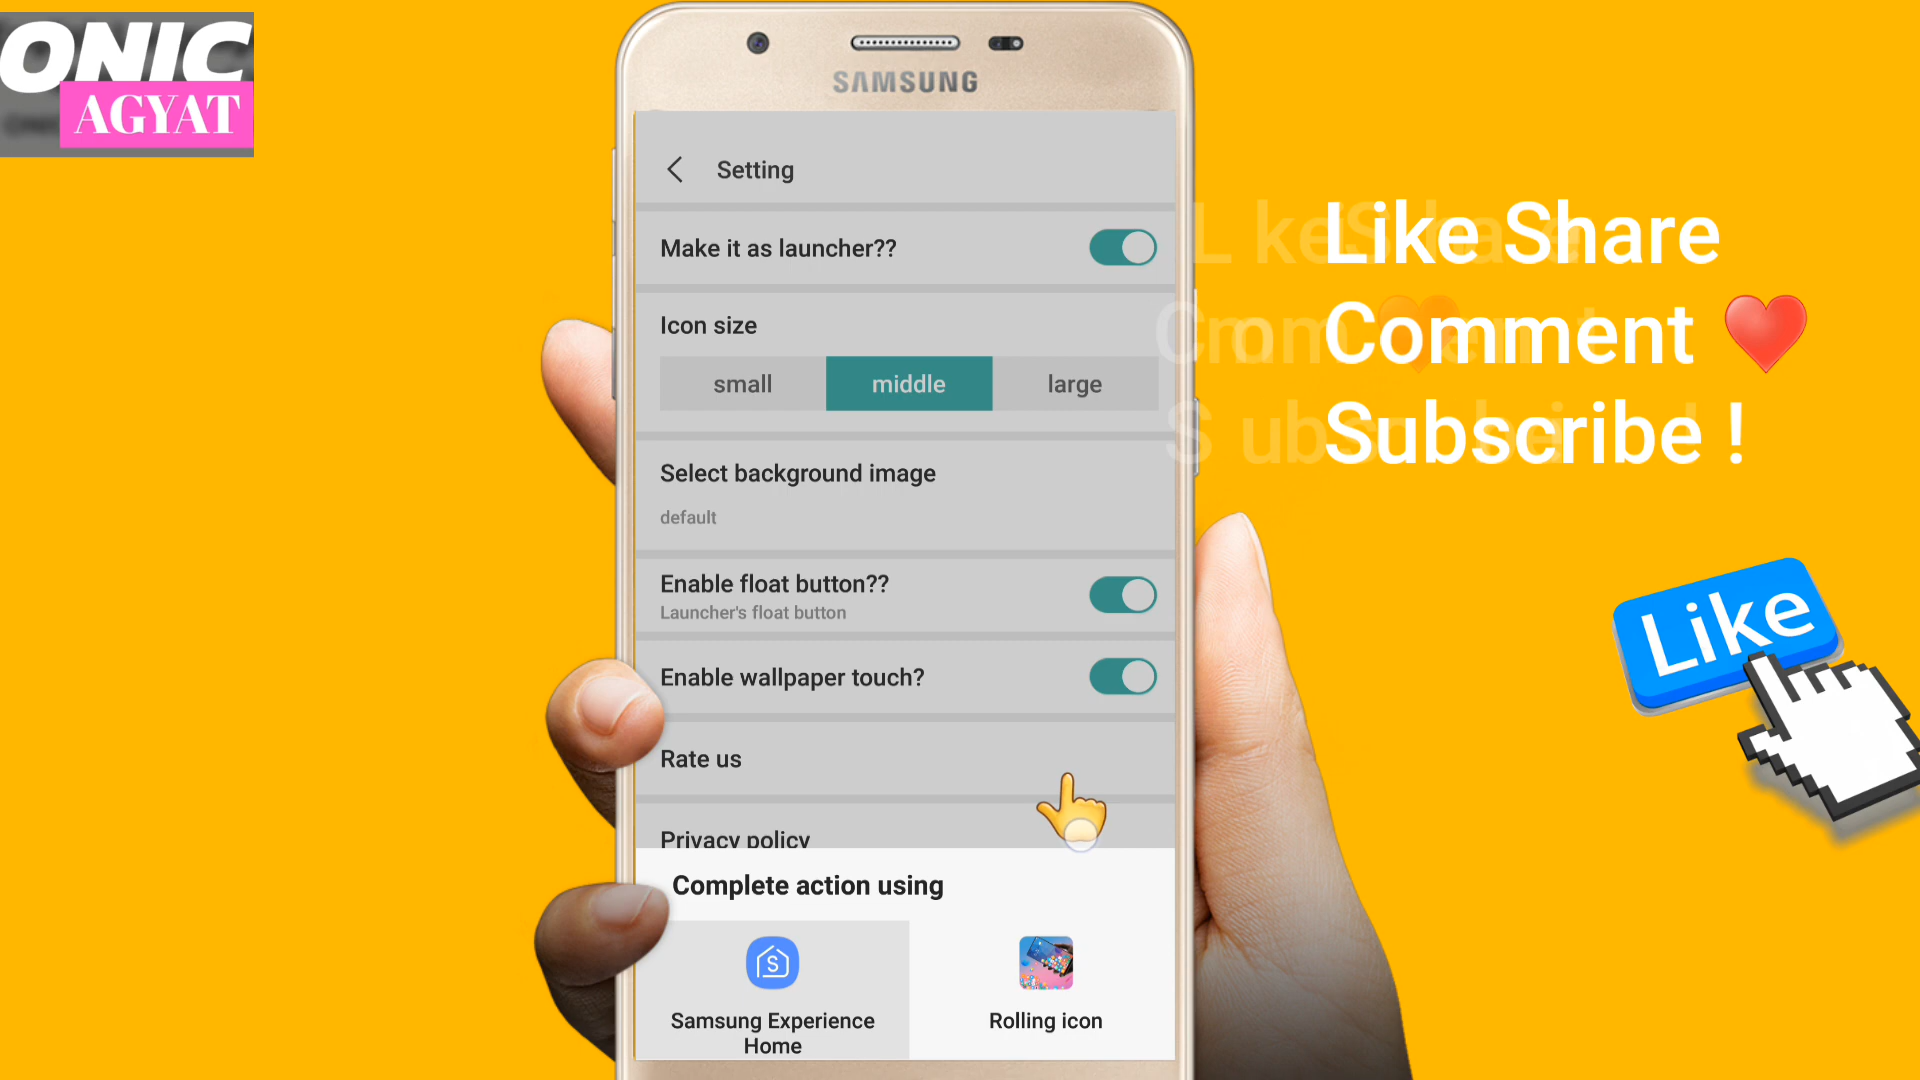 ONIC
AGYAT
SAMSUNG
Setting
Make it as launcher??
Icon size
small middle large
Select background image
default
Enable float button??
Launcher's float button
Enable wallpaper touch?
Rate us
Privacy policy
Complete action using
Samsung Experience
Home
Rolling icon
Like Share
Comment ❤️
Subscribe !
Like